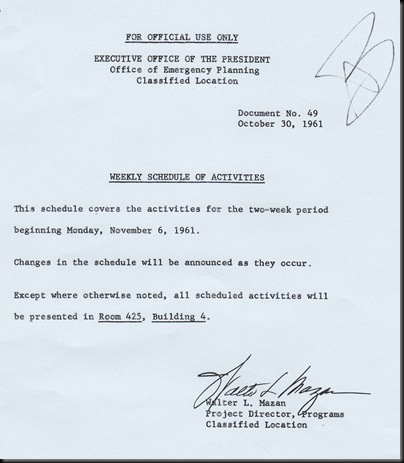 FOR OFFICIAL USE ONLY
EXECUTIVE OFFICE OF THE PRESIDENT
Office of Emergency Planning
Classified Location
Document No. 49
October 30, 1961
WEEKLY SCHEDULE OF ACTIVITIES
This schedule covers the activities for the two-week period
beginning Monday, November 6, 1961.
Changes in the schedule will be announced as they occur.
Except where otherwise noted, all scheduled activities will
be presented in Room 425, Building 4.
Walter L. Mazan
Walter L. Mazan
Project Director, Programs
Classified Location